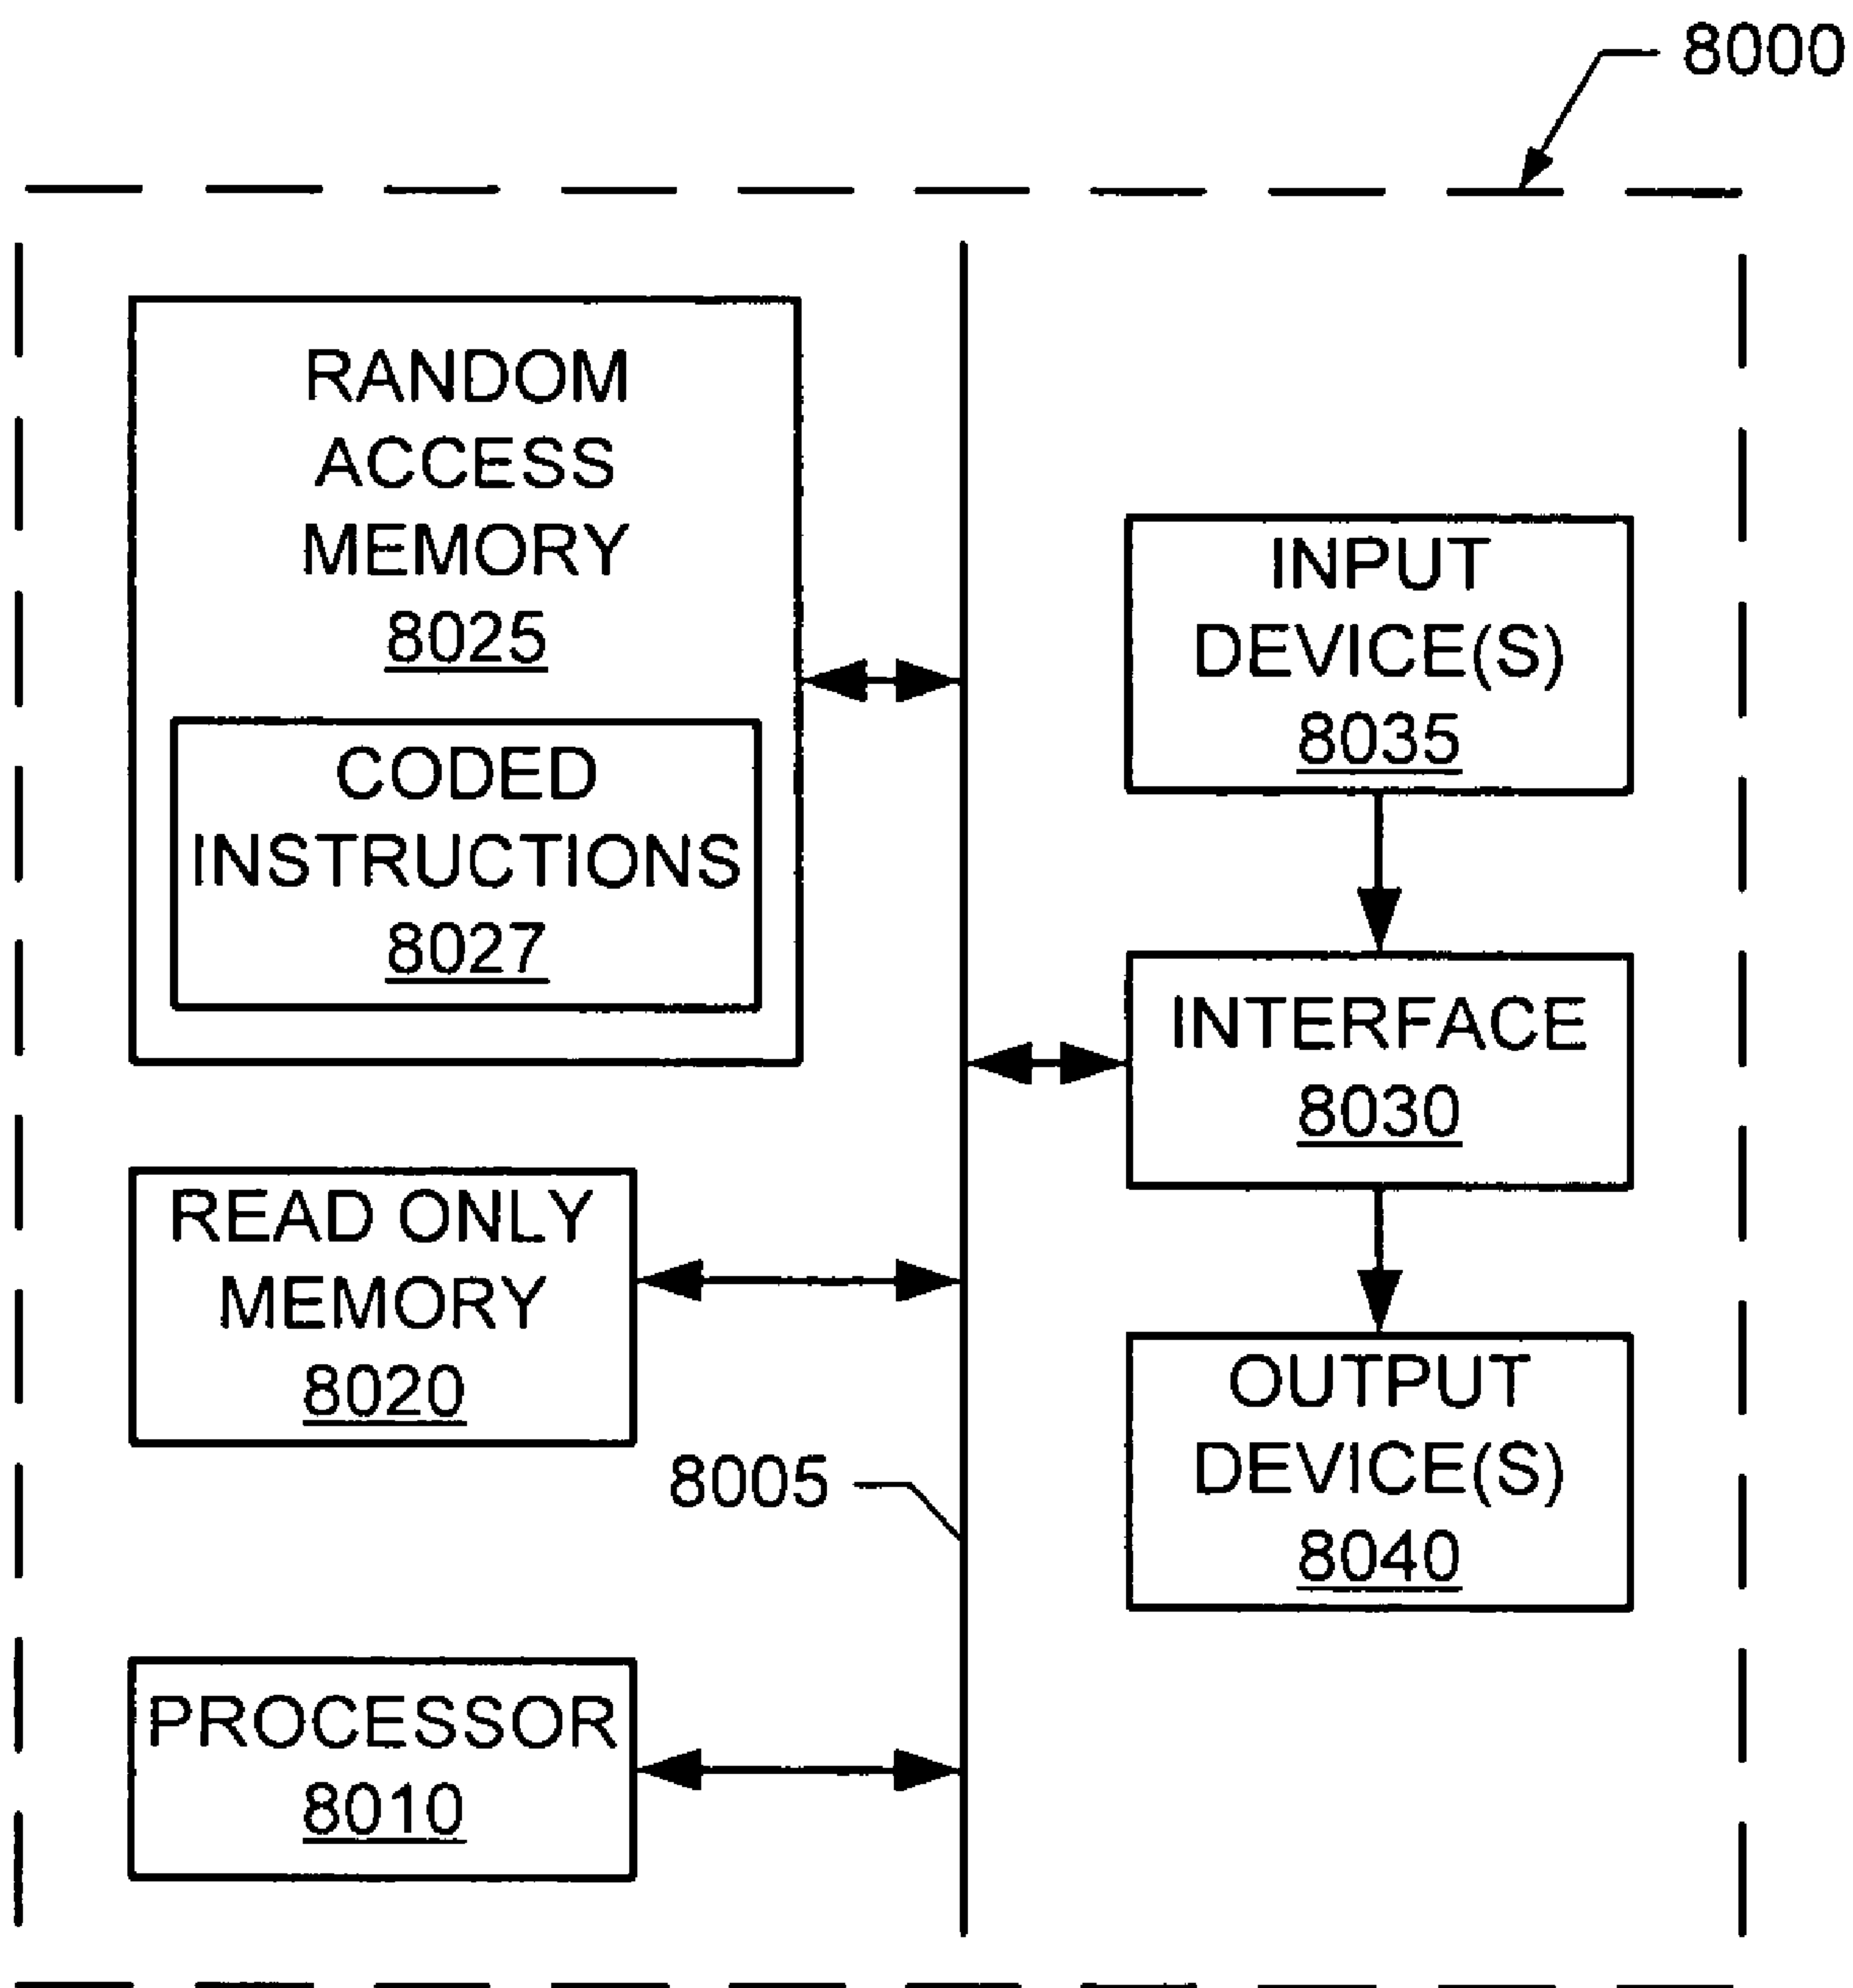 8000
RANDOM
ACCESS
MEMORY
8025
CODED
INSTRUCTIONS
8027
READ ONLY
MEMORY
8020
8005
PROCESSOR
8010
INPUT
DEVICE(S)
8035
INTERFACE
8030
OUTPUT
DEVICE(S)
8040